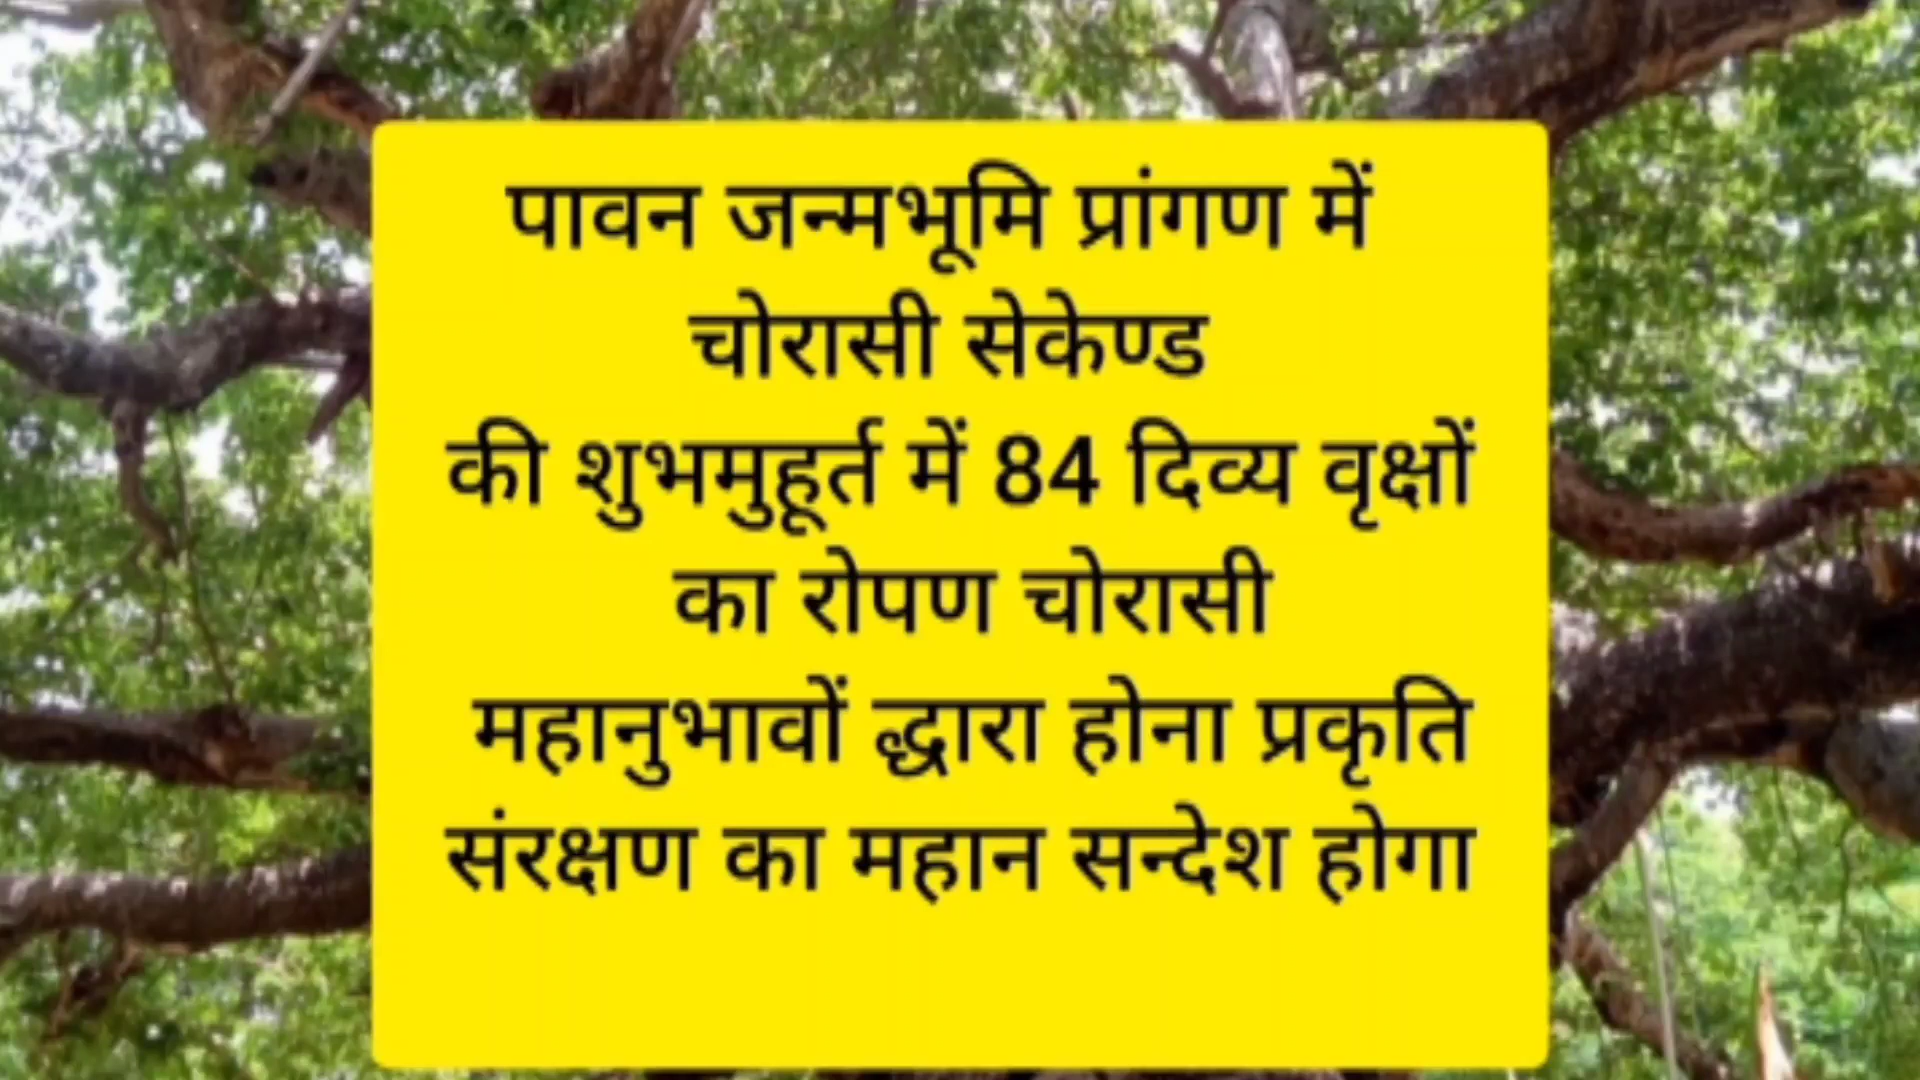 पावन जन्मभूमि प्रांगण में
चोरासी सेकेण्ड
की शुभमुहूर्त में 84 दिव्य वृक्षों
का रोपण चोरासी
महानुभावों द्धारा होना प्रकृति
संरक्षण का महान सन्देश होगा